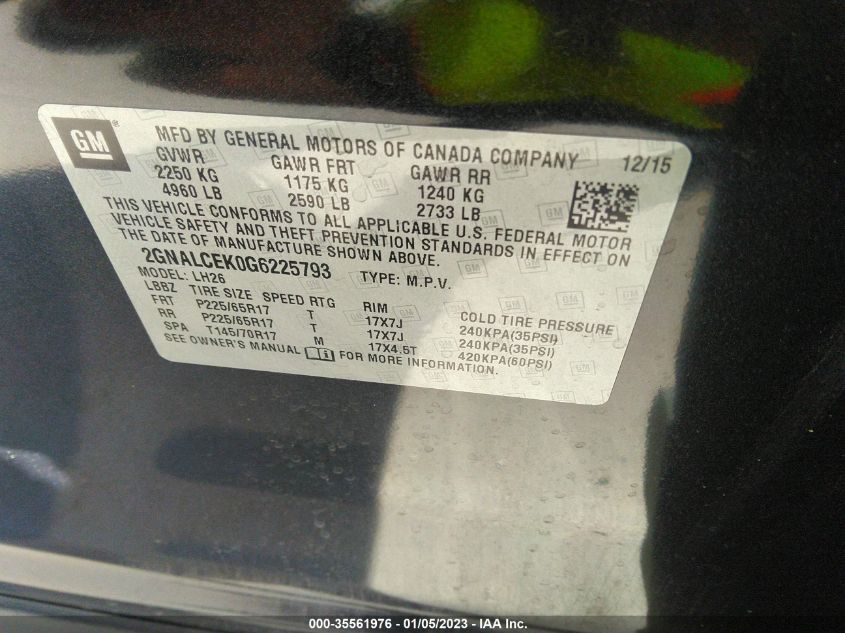 GM ®
MFD BY GENERAL MOTORS OF CANADA COMPANY 12/15
GVWR GAWR FRT GAWR RR
2250 KG 1175 KG 1240 KG
4960 LB 2590 LB 2733 LB
THIS VEHICLE CONFORMS TO ALL APPLICABLE U.S. FEDERAL MOTOR
VEHICLE SAFETY AND THEFT PREVENTION STANDARDS IN EFFECT ON
THE DATE OF MANUFACTURE SHOWN ABOVE.
2GNALCEK0G6225793 TYPE: M.P.V.
MODEL: LH26
LBBZ TIRE SIZE SPEED RTG RIM COLD TIRE PRESSURE
FRT P225/65R17 T 17X7J 240KPA(35PSI)
RR P225/65R17 T 17X7J 240KPA(35PSI)
SPA T145/70R17 M 17X4.5T 420KPA(60PSI)
SEE OWNER'S MANUAL FOR MORE INFORMATION.
000-35561976 - 01/05/2023 - IAA Inc.